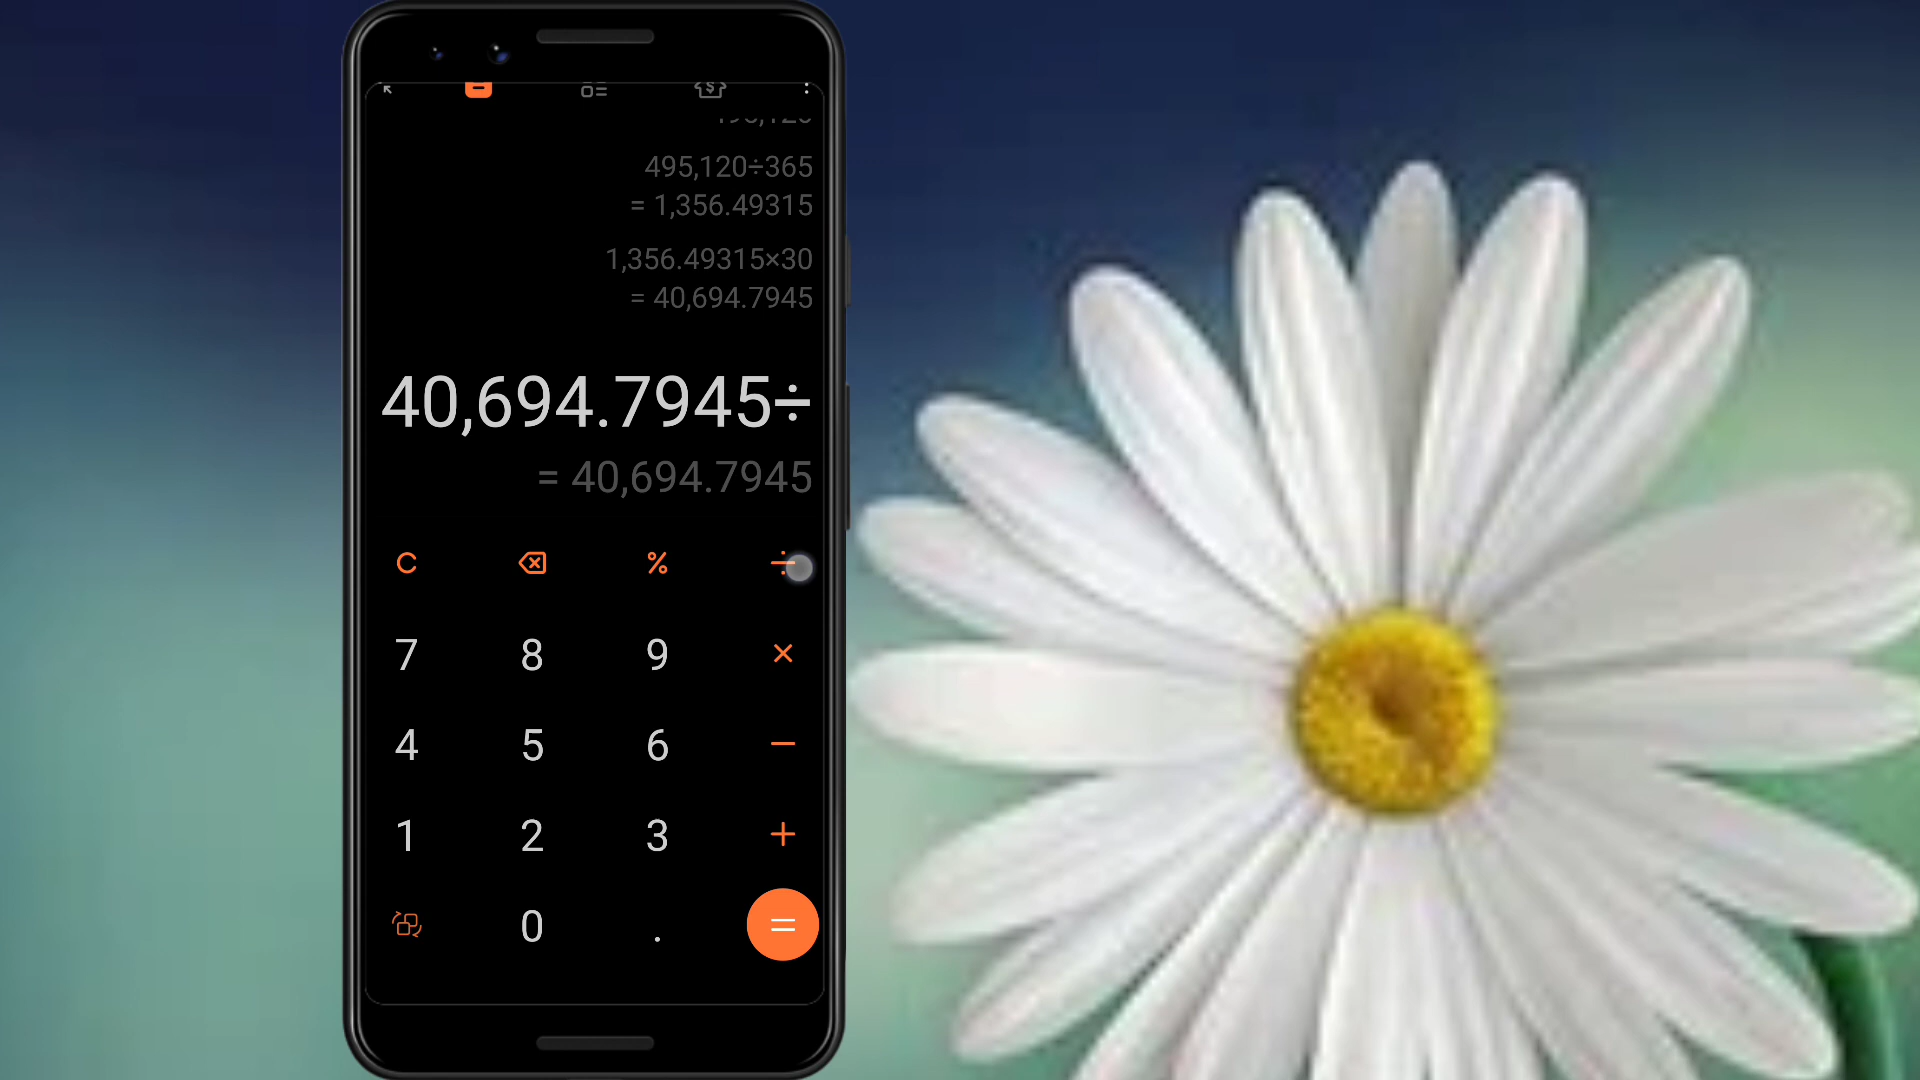 495,120÷365
= 1,356.49315
1,356.49315×30
= 40,694.7945
40,694.7945÷
= 40,694.7945
C % ÷
7 8 9 ×
4 5 6 −
1 2 3 +
0 . =